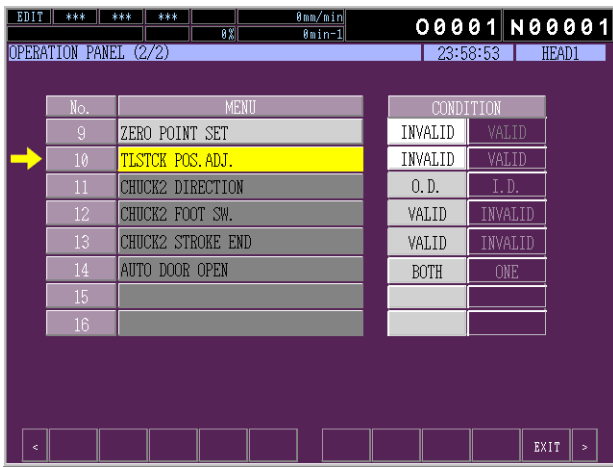 EDIT *** *** *** 0mm/min O0001 N00001
0% 0min-1
OPERATION PANEL (2/2) 23:58:53 HEAD1
No. MENU CONDITION
9 ZERO POINT SET INVALID VALID
10 TLSTCK POS.ADJ. INVALID VALID
11 CHUCK2 DIRECTION O.D. I.D.
12 CHUCK2 FOOT SW. VALID INVALID
13 CHUCK2 STROKE END VALID INVALID
14 AUTO DOOR OPEN BOTH ONE
15
16
< EXIT >